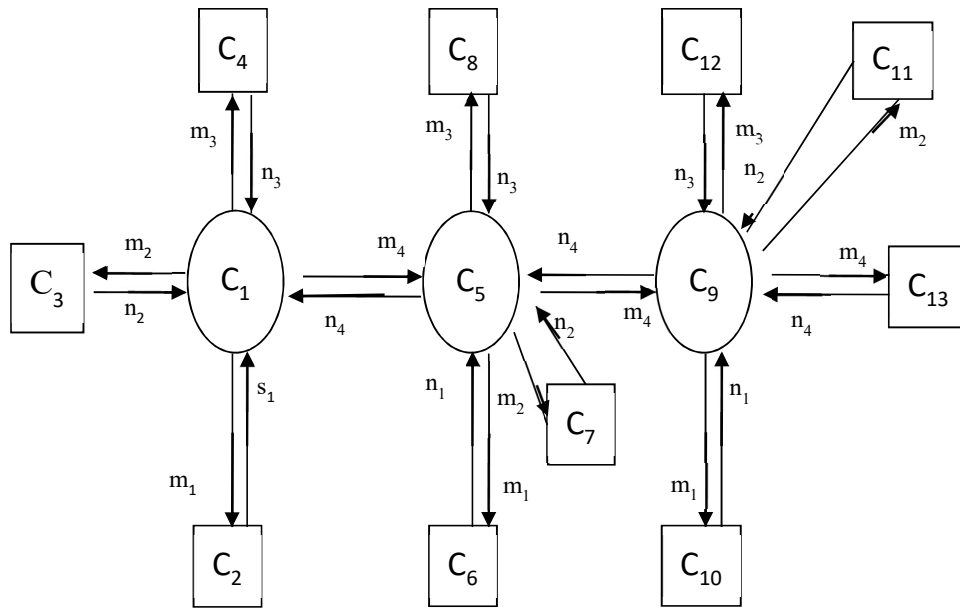 C₄ C₈ C₁₂ C₁₁
m₃ m₃ m₃ m₂
n₃ n₃ n₃ n₂
m₂ m₄ n₄ m₄
C₃ C₁ C₅ C₉ C₁₃
n₂ n₄ m₄ n₄
n₂
s₁ n₁ m₂ n₁
C₇
m₁ m₁ m₁
C₂ C₆ C₁₀